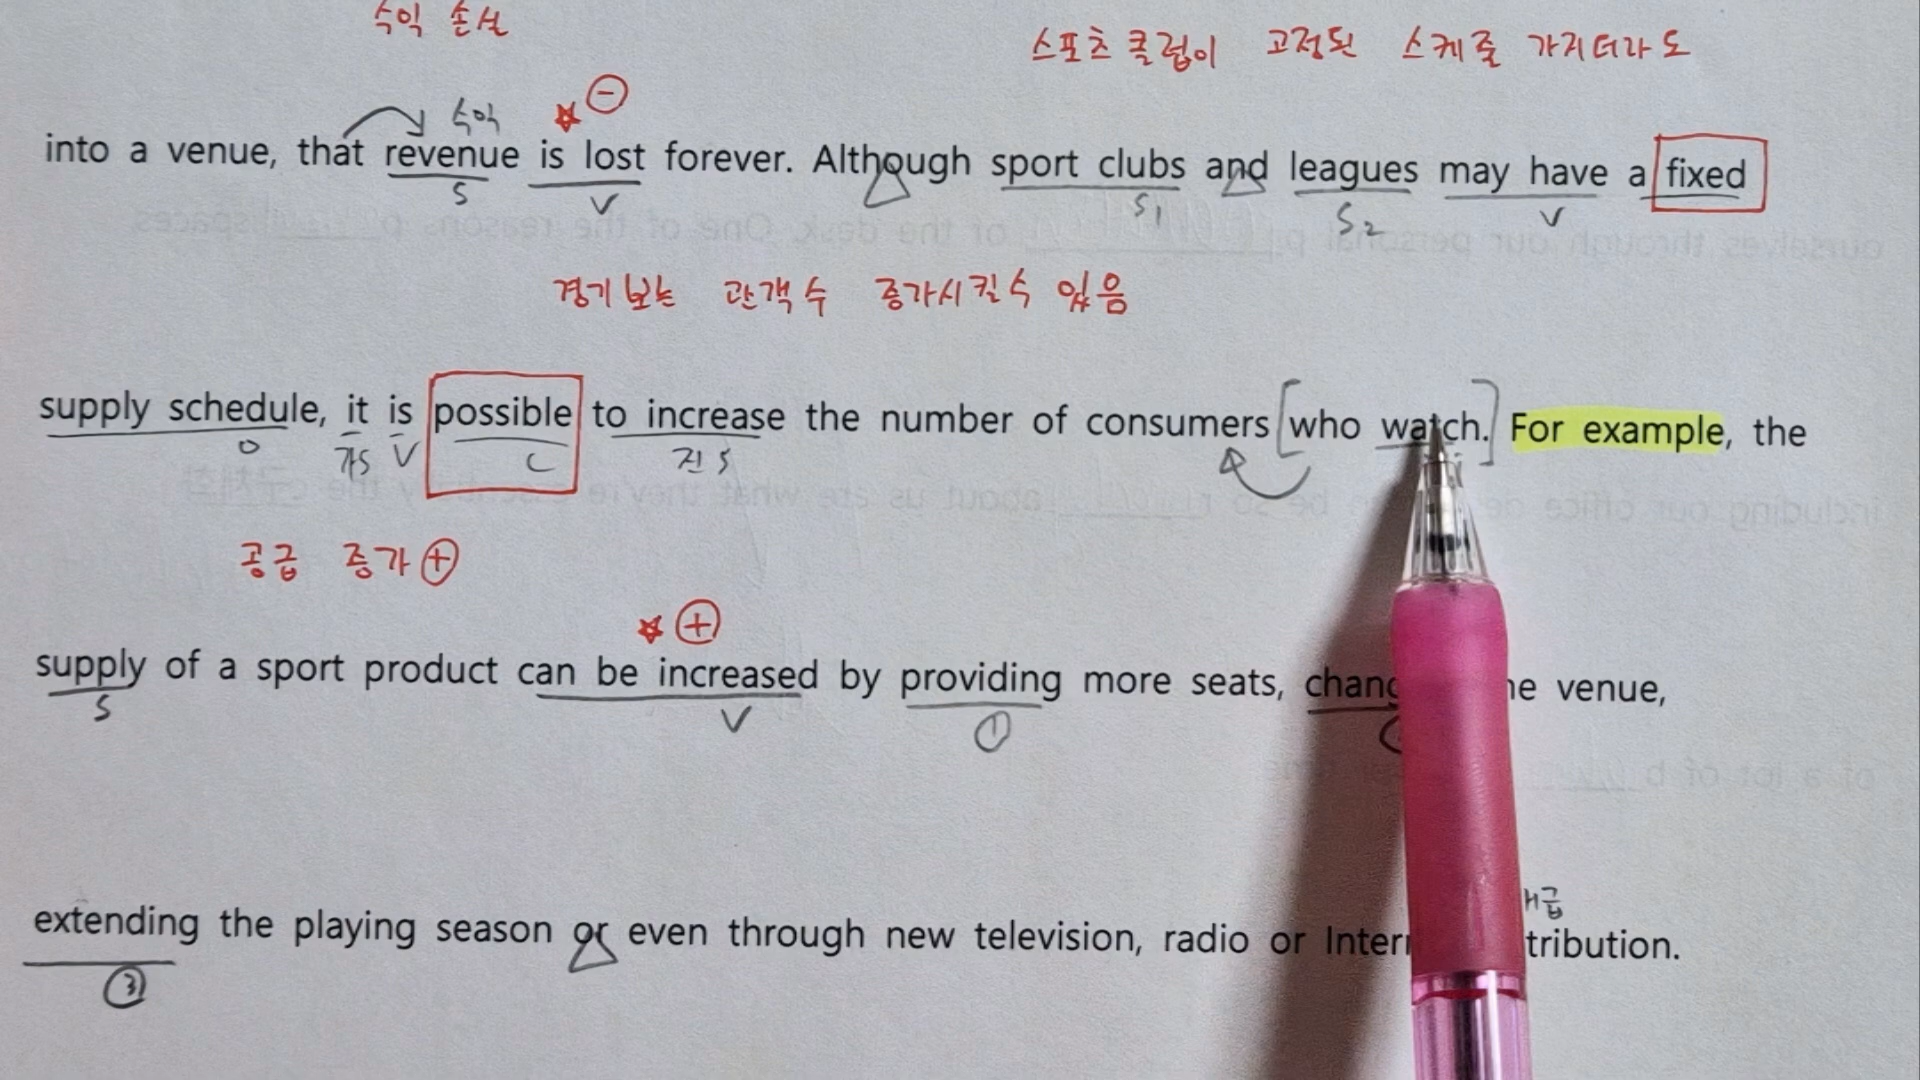 수익 손실
스포츠 클럽이 고정된 스케줄 가지더라도
수익 ⊖
into a venue, that revenue is lost forever. Although sport clubs and leagues may have a fixed
S V S1 S2 V
경기 보는 관객수 증가시킬수 있음
supply schedule, it is possible to increase the number of consumers [who watch.] For example, the
O 가S V C 진S
공급 증가 ⊕
⊕
supply of a sport product can be increased by providing more seats, the venue,
S V ①
extending the playing season or even through new television, radio or
③